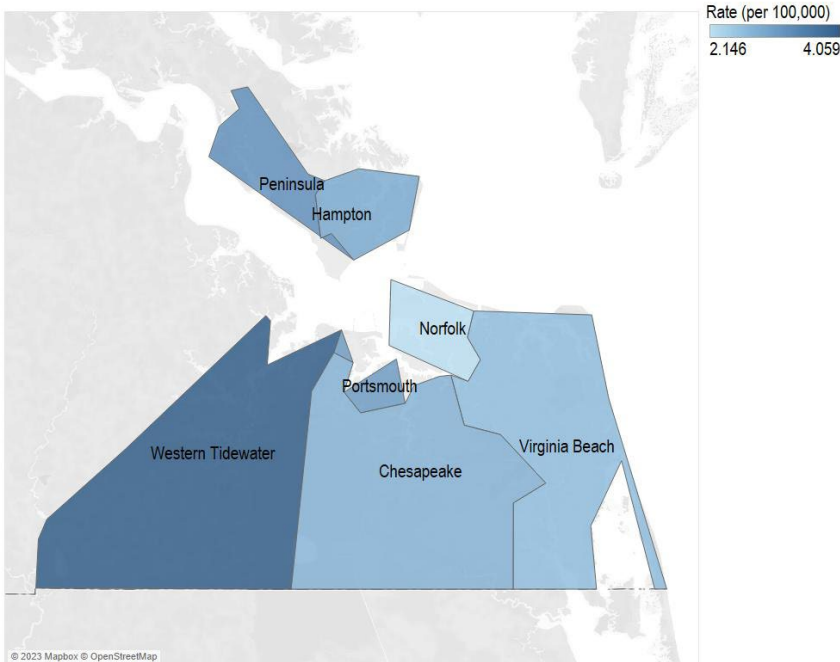 Rate (per 100,000)
2.146 4.059
Peninsula
Hampton
Norfolk
Portsmouth
Virginia Beach
Western Tidewater
Chesapeake
© 2023 Mapbox © OpenStreetMap